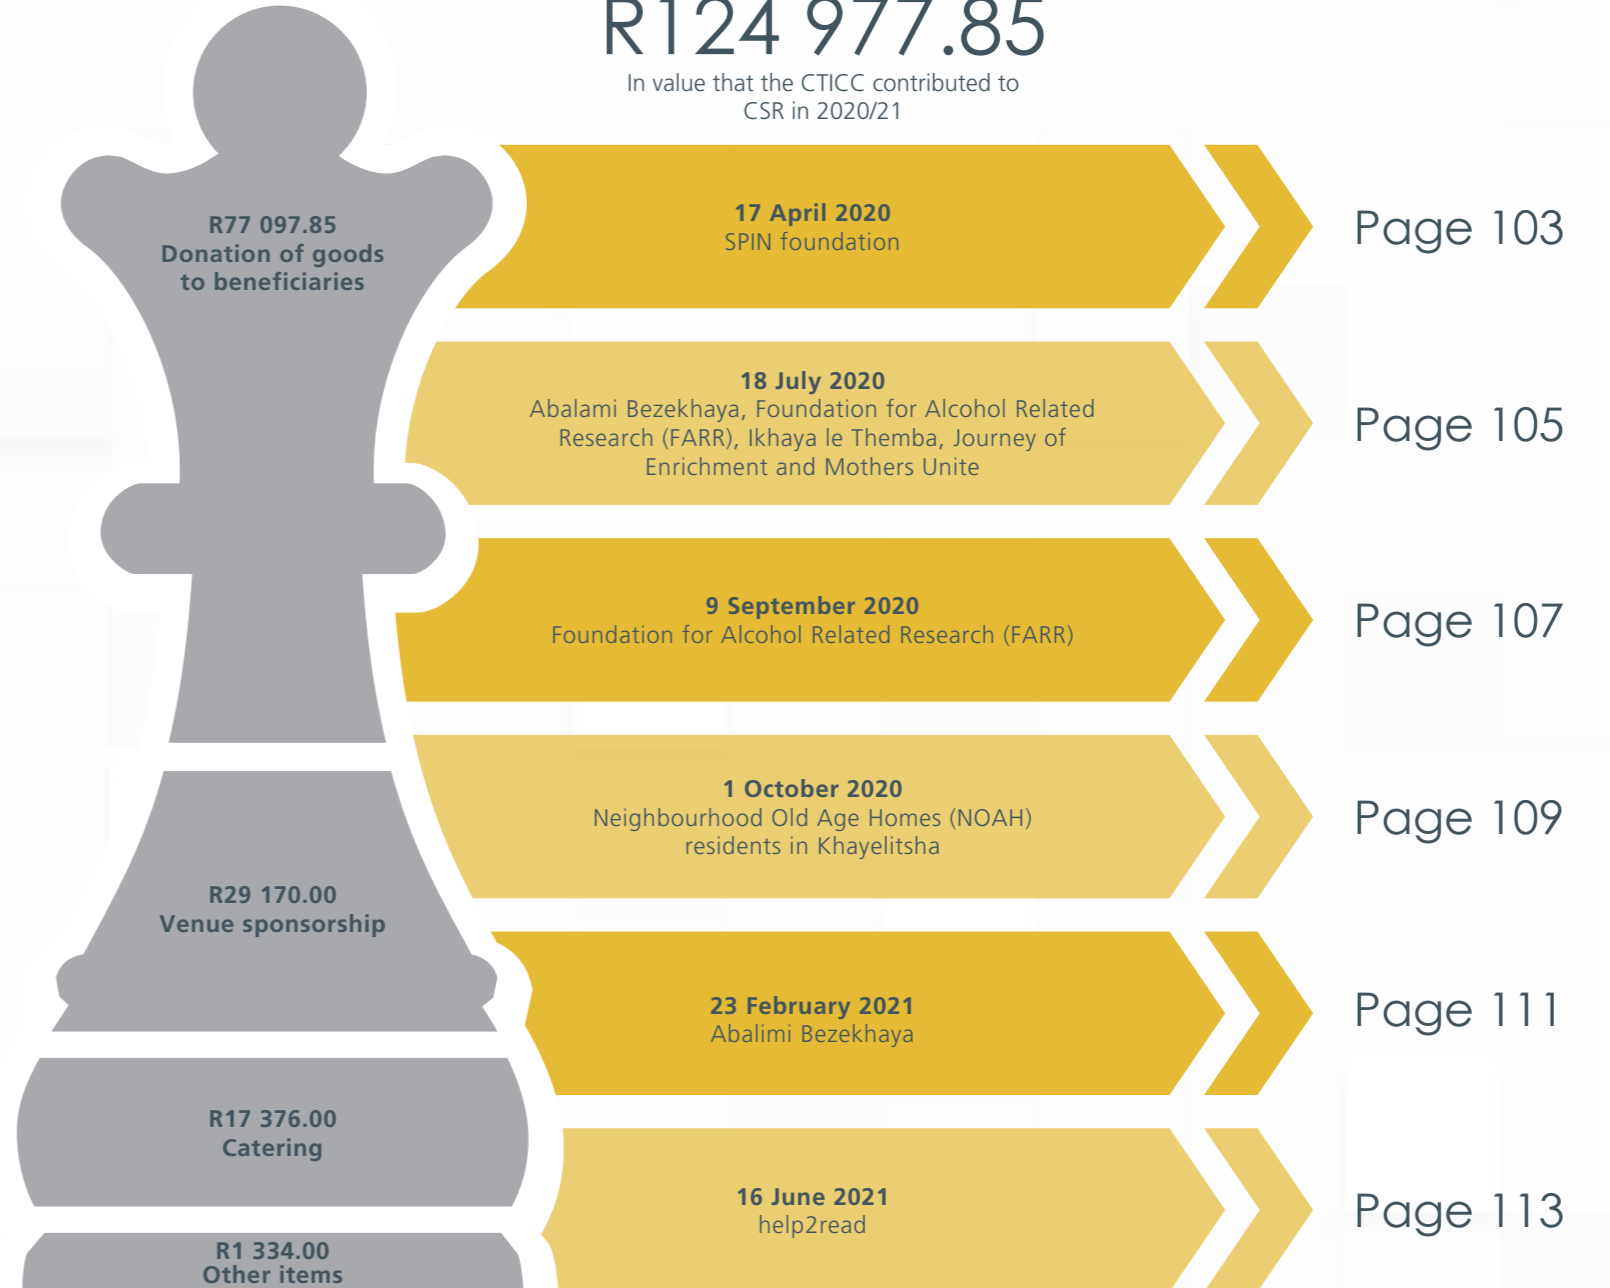 R124 977.85
In value that the CTICC contributed to
CSR in 2020/21
R77 097.85
Donation of goods
to beneficiaries
17 April 2020
SPIN foundation
Page 103
18 July 2020
Abalami Bezekhaya, Foundation for Alcohol Related
Research (FARR), Ikhaya le Themba, Journey of
Enrichment and Mothers Unite
Page 105
9 September 2020
Foundation for Alcohol Related Research (FARR)
Page 107
1 October 2020
Neighbourhood Old Age Homes (NOAH)
residents in Khayelitsha
Page 109
R29 170.00
Venue sponsorship
23 February 2021
Abalimi Bezekhaya
Page 111
R17 376.00
Catering
16 June 2021
help2read
Page 113
R1 334.00
Other items